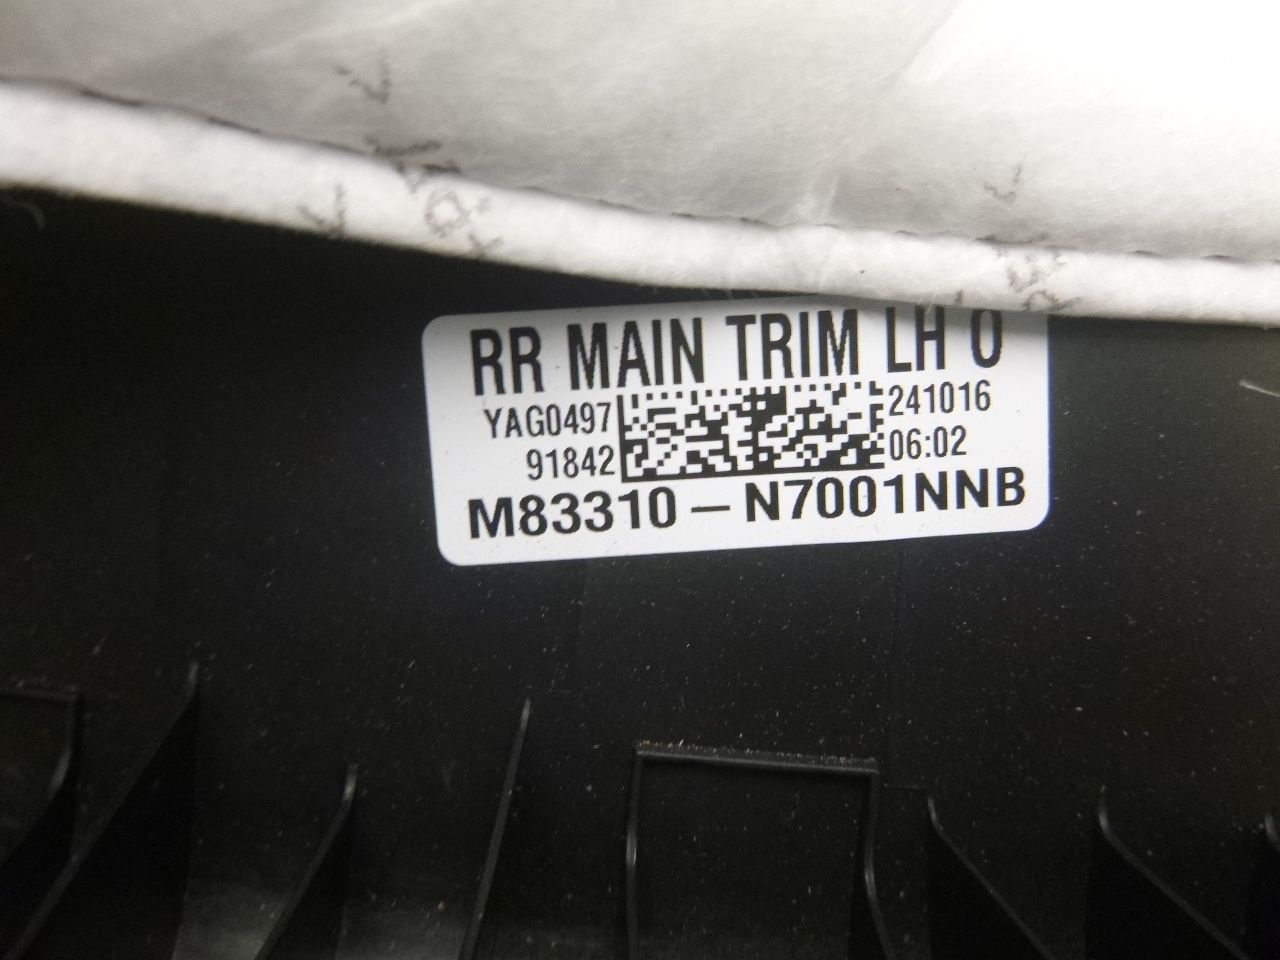 RR MAIN TRIM LH 0
YAG0497
241016
91842
06:02
M83310-N7001NNB